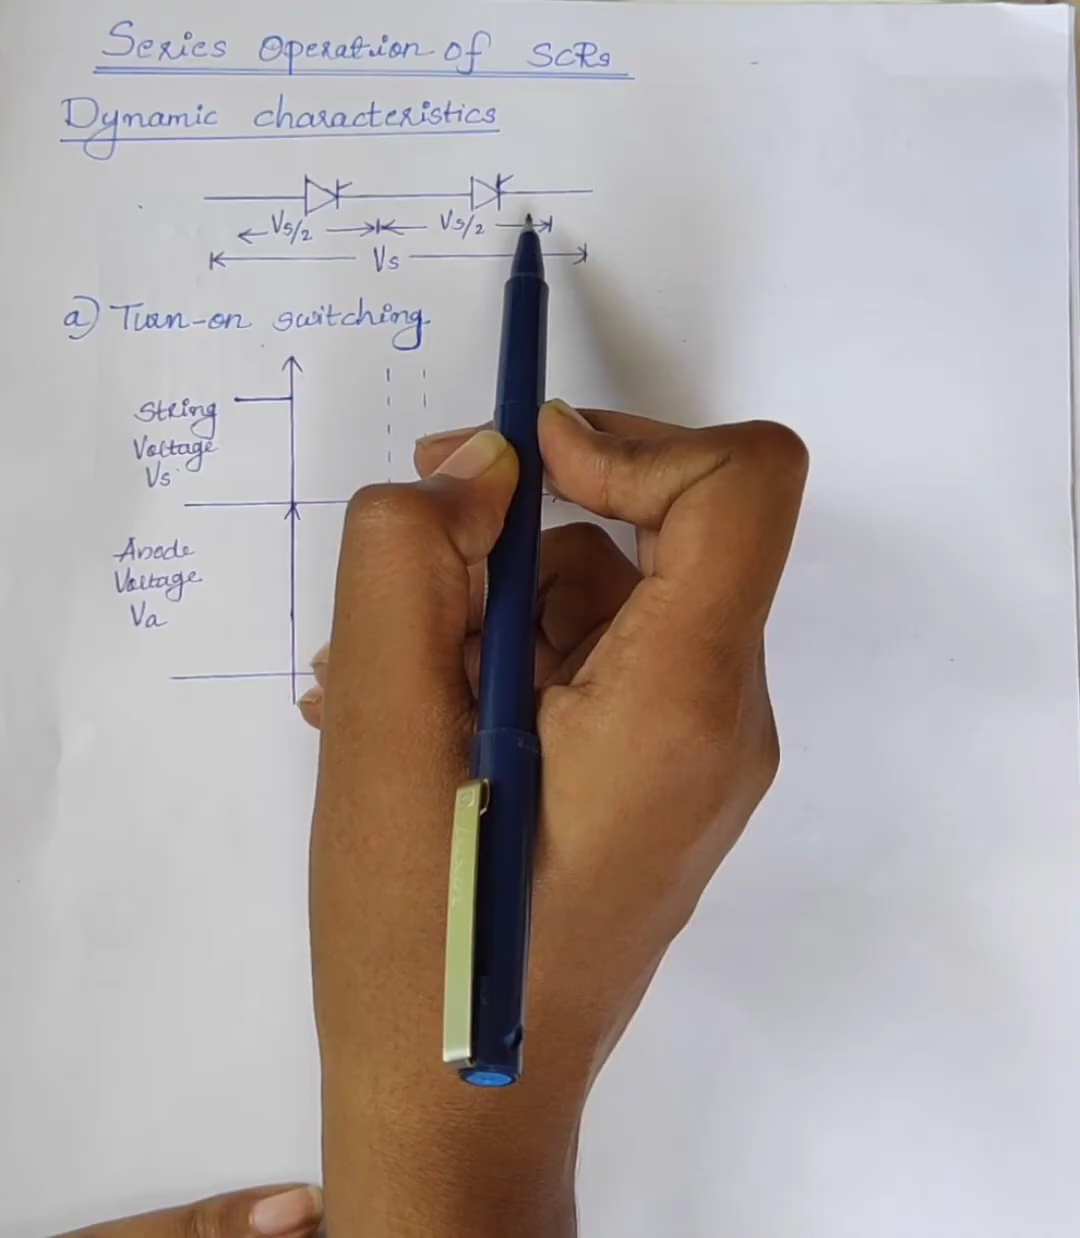 Series Operation of SCRs
Dynamic characteristics
Vs/2 Vs/2
Vs
a) Turn-on switching
String
Voltage
Vs
Anode
Voltage
Va